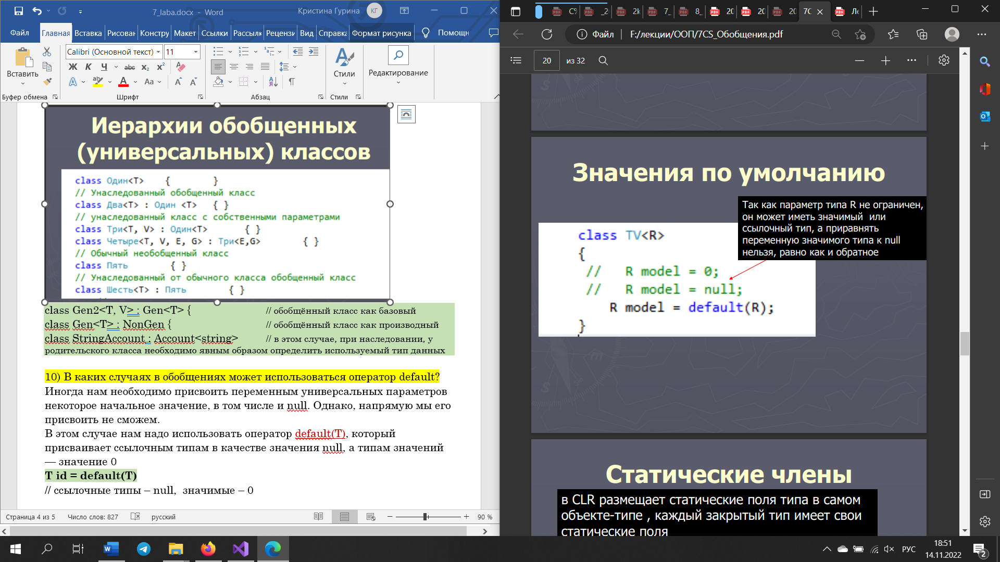 7_laba.docx - Word
Кристина Гурина
КГ
Файл
Главная
Вставка
Рисован
Констру
Макет
Ссылки
Рассылк
Рецензи
Вид
Справка
Формат рисунка
Помощн
Вставить
Calibri (Основной текст)
11
Ж К Ч abc x₂ x²
Aa
Стили
Редактирование
Буфер обмена
Шрифт
Абзац
Стили
Иерархии обобщенных
(универсальных) классов
class Один<T> { }
// Унаследованный обобщенный класс
class Два<T> : Один <T> { }
// унаследованный класс с собственными параметрами
class Три<T, V> : Один<T> { }
class Четыре<T, V, E, G> : Три<E,G> { }
// Обычный необобщенный класс
class Пять { }
// Унаследованный от обычного класса обобщенный класс
class Шесть<T> : Пять { }
class Gen2<T, V> : Gen<T> { // обобщённый класс как базовый
class Gen<T> : NonGen { // обобщённый класс как производный
class StringAccount : Account<string> // в этом случае, при наследовании, у
родительского класса необходимо явным образом определить используемый тип данных
10) В каких случаях в обобщениях может использоваться оператор default?
Иногда нам необходимо присвоить переменным универсальных параметров
некоторое начальное значение, в том числе и null. Однако, напрямую мы его
присвоить не сможем.
В этом случае нам надо использовать оператор default(T), который
присваивает ссылочным типам в качестве значения null, а типам значений
— значение 0
T id = default(T)
// ссылочные типы – null, значимые – 0
Страница 4 из 5
Число слов: 827
русский
90 %
C#
_2
2k
7_
8_
20
20
20
7C
Ле
Файл
F:/лекции/ООП/7CS_Обобщения.pdf
20
из 32
Значения по умолчанию
Так как параметр типа R не ограничен,
он может иметь значимый или
ссылочный тип, а приравнять
переменную значимого типа к null
нельзя, равно как и обратное
class TV<R>
{
// R model = 0;
// R model = null;
R model = default(R);
}
Статические члены
в CLR размещает статические поля типа в самом
объекте-типе , каждый закрытый тип имеет свои
статические поля
РУС
18:51
14.11.2022
2